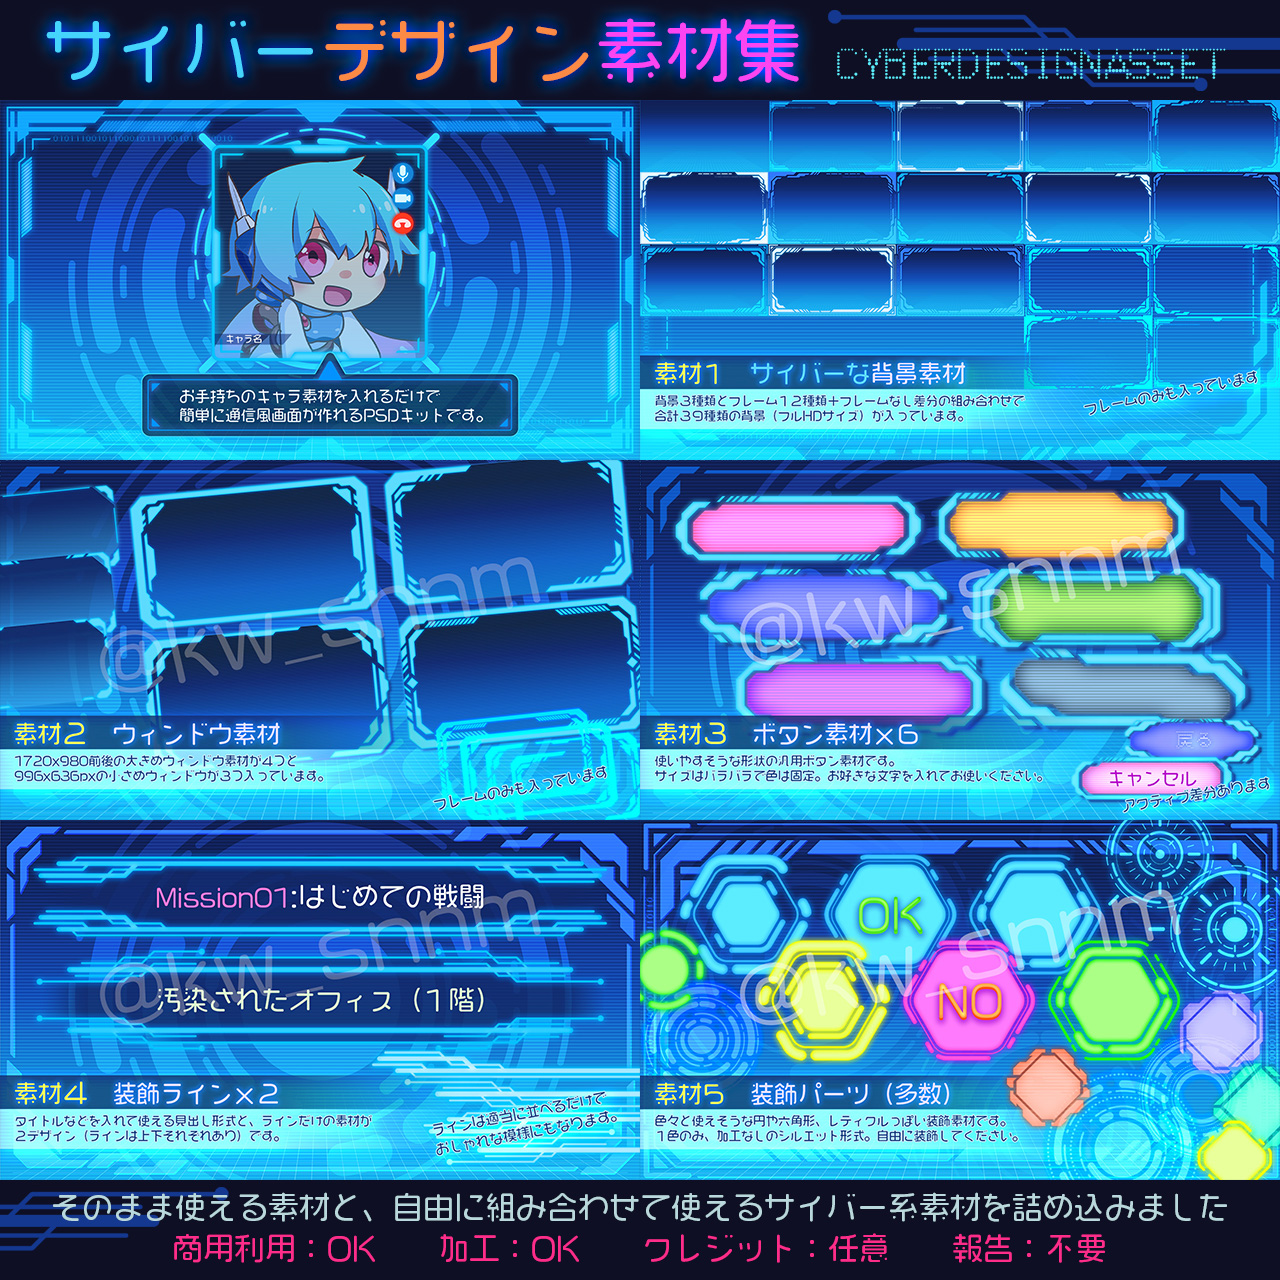 サイバーデザイン素材集
CYBERDESIGNASSET
キャラ名
お手持ちのキャラ素材を入れるだけで
簡単に通信風画面が作れるPSDキットです。
素材1 サイバーな背景素材
背景3種類とフレーム12種類+フレームなし差分の組み合わせで
合計39種類の背景（フルHDサイズ）が入っています。
フレームのみも入っています
@kw_snnm
素材2 ウィンドウ素材
1720x980前後の大きめウィンドウ素材が4つと
996x636pxの小さめウィンドウが3つ入っています。
フレームのみも入っています
@kw_snnm
素材3 ボタン素材×6
使いやすそうな形状の汎用ボタン素材です。
サイズはバラバラで色は固定。お好きな文字を入れてお使いください。
戻る
キャンセル
アクティブ差分あります
Mission01:はじめての戦闘
@kw_snnm
汚染されたオフィス（1階）
素材4 装飾ライン×2
タイトルなどを入れて使える見出し形式と、ラインだけの素材が
2デザイン（ラインは上下それぞれあり）です。
ラインは適当に並べるだけで
おしゃれな模様にもなります。
OK
@kw_snnm
NO
素材5 装飾パーツ（多数）
色々と使えそうな円や六角形、レティクルっぽい装飾素材です。
1色のみ、加工なしのシルエット形式。自由に装飾してください。
そのまま使える素材と、自由に組み合わせて使えるサイバー系素材を詰め込みました
商用利用：OK 加工：OK クレジット：任意 報告：不要